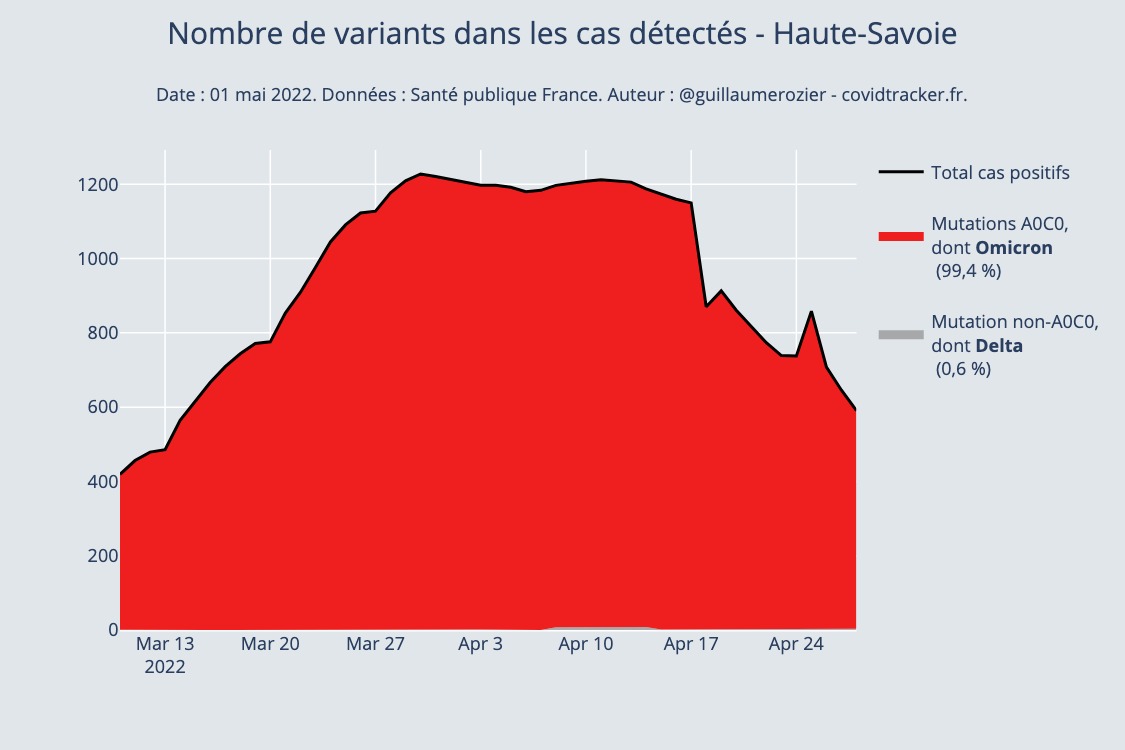 Nombre de variants dans les cas détectés - Haute-Savoie
Date : 01 mai 2022. Données : Santé publique France. Auteur : @guillaumerozier - covidtracker.fr.
1200
1000
800
600
400
200
0
Mar 13
2022
Mar 20
Mar 27
Apr 3
Apr 10
Apr 17
Apr 24
Total cas positifs
Mutations A0C0,
dont Omicron
(99,4 %)
Mutation non-A0C0,
dont Delta
(0,6 %)